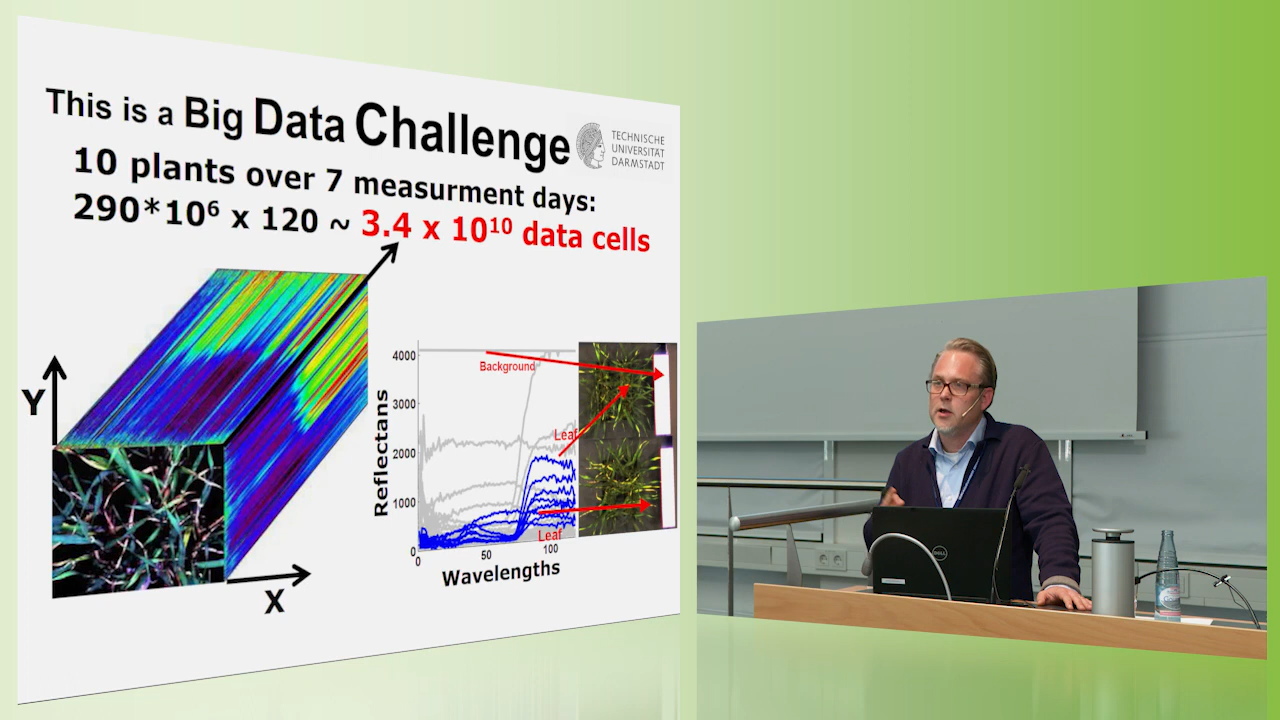 This is a Big Data Challenge
TECHNISCHE
UNIVERSITÄT
DARMSTADT
10 plants over 7 measurment days:
290*10⁶ x 120 ~ 3.4 x 10¹⁰ data cells
Y
X
Reflectans
4000
3000
2000
1000
0
0
50
100
Wavelengths
Background
Leaf
Leaf
DELL